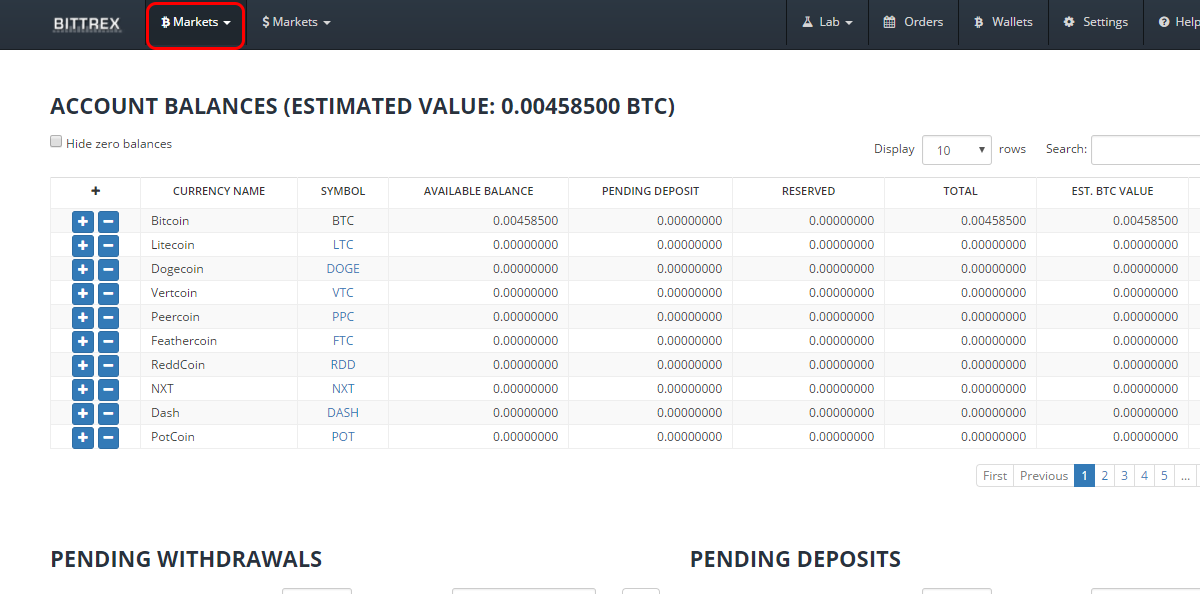 BITTREX Markets $ Markets Lab Orders Wallets Settings Help
ACCOUNT BALANCES (ESTIMATED VALUE: 0.00458500 BTC)
Hide zero balances
Display 10 rows Search:
+ CURRENCY NAME SYMBOL AVAILABLE BALANCE PENDING DEPOSIT RESERVED TOTAL EST. BTC VALUE
+ − Bitcoin BTC 0.00458500 0.00000000 0.00000000 0.00458500 0.00458500
+ − Litecoin LTC 0.00000000 0.00000000 0.00000000 0.00000000 0.00000000
+ − Dogecoin DOGE 0.00000000 0.00000000 0.00000000 0.00000000 0.00000000
+ − Vertcoin VTC 0.00000000 0.00000000 0.00000000 0.00000000 0.00000000
+ − Peercoin PPC 0.00000000 0.00000000 0.00000000 0.00000000 0.00000000
+ − Feathercoin FTC 0.00000000 0.00000000 0.00000000 0.00000000 0.00000000
+ − ReddCoin RDD 0.00000000 0.00000000 0.00000000 0.00000000 0.00000000
+ − NXT NXT 0.00000000 0.00000000 0.00000000 0.00000000 0.00000000
+ − Dash DASH 0.00000000 0.00000000 0.00000000 0.00000000 0.00000000
+ − PotCoin POT 0.00000000 0.00000000 0.00000000 0.00000000 0.00000000
First Previous 1 2 3 4 5 ...
PENDING WITHDRAWALS PENDING DEPOSITS